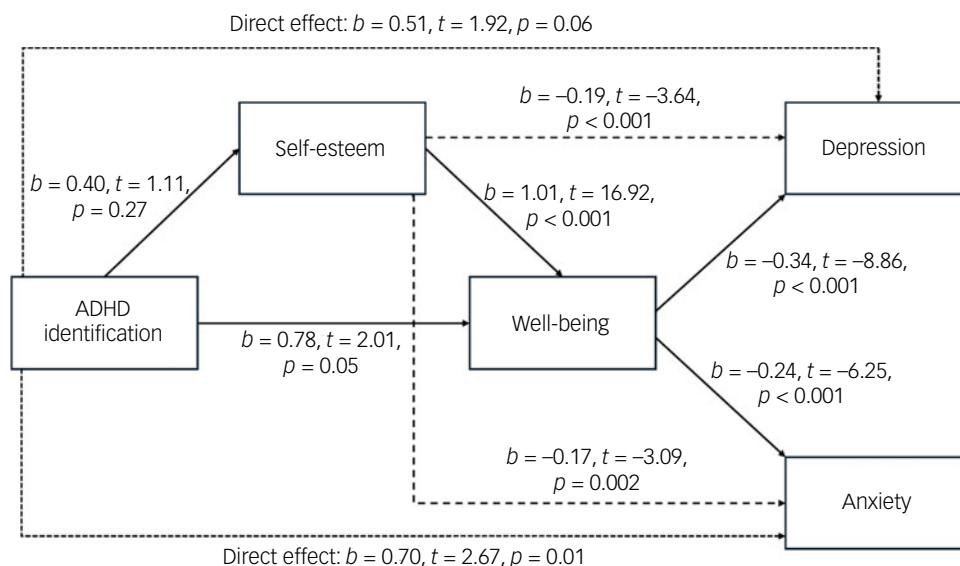 Direct effect: b = 0.51, t = 1.92, p = 0.06
b = –0.19, t = –3.64,
p < 0.001
Self-esteem
Depression
b = 0.40, t = 1.11,
p = 0.27
b = 1.01, t = 16.92,
p < 0.001
b = –0.34, t = –8.86,
p < 0.001
ADHD
identification
Well-being
b = 0.78, t = 2.01,
p = 0.05
b = –0.24, t = –6.25,
p < 0.001
b = –0.17, t = –3.09,
p = 0.002
Anxiety
Direct effect: b = 0.70, t = 2.67, p = 0.01